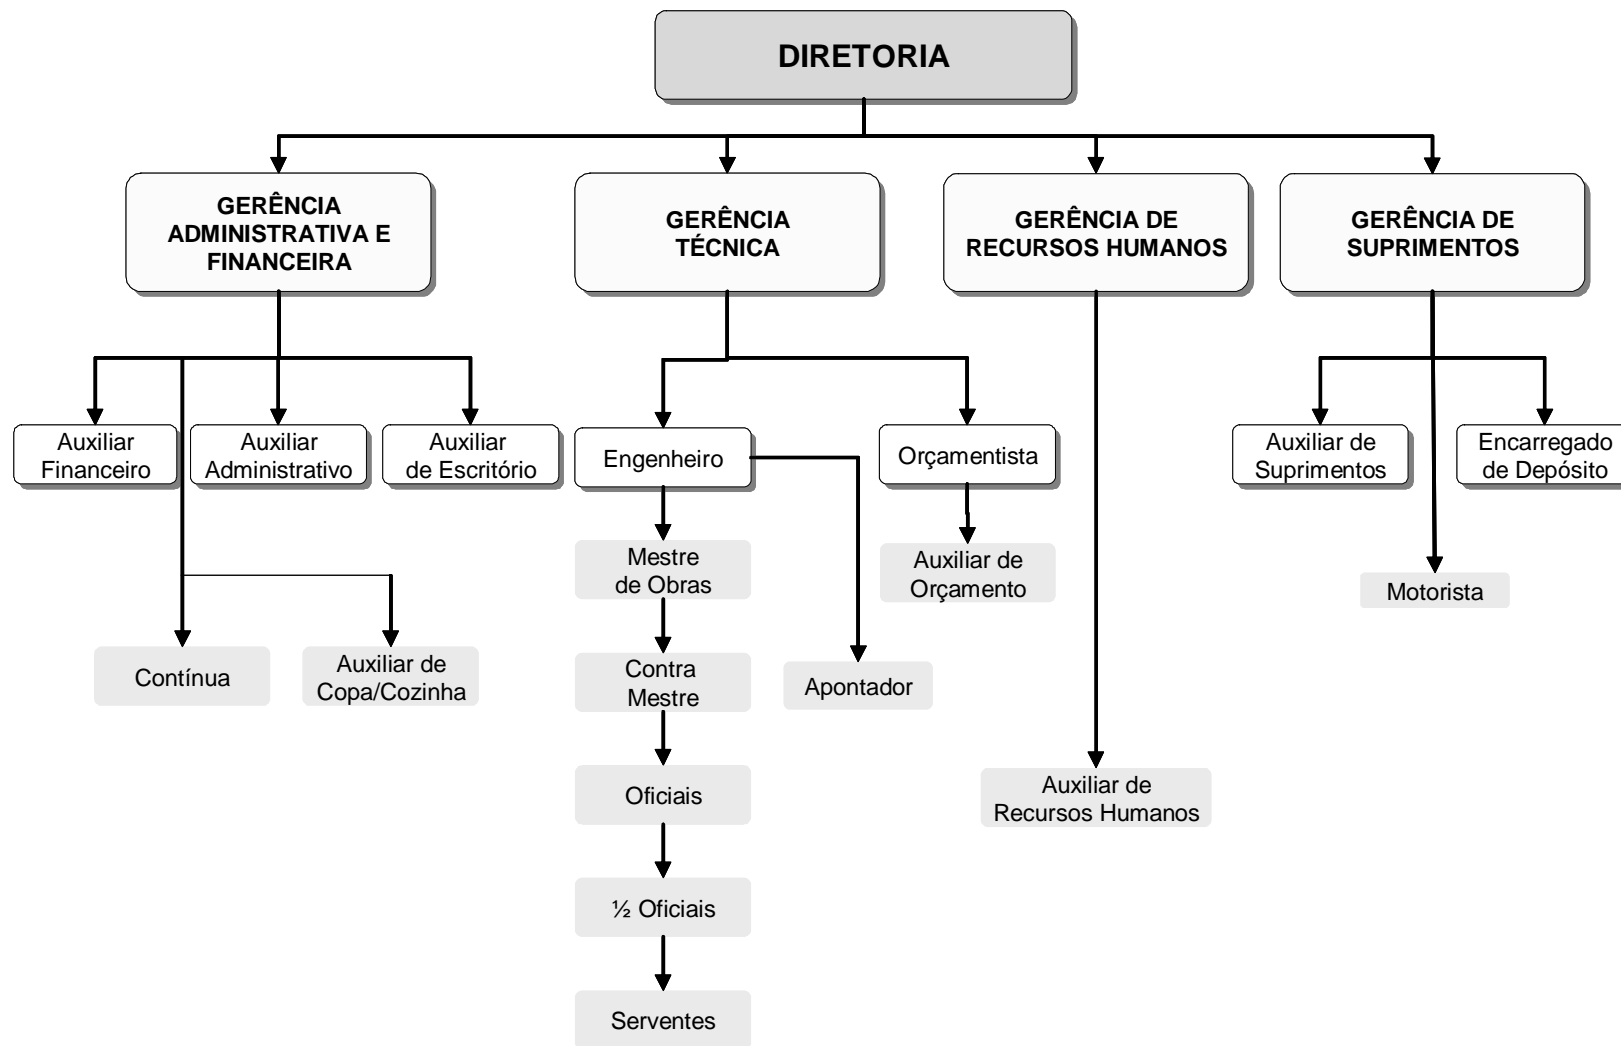 DIRETORIA
GERÊNCIA
ADMINISTRATIVA E
FINANCEIRA
GERÊNCIA
TÉCNICA
GERÊNCIA DE
RECURSOS HUMANOS
GERÊNCIA DE
SUPRIMENTOS
Auxiliar
Financeiro
Auxiliar
Administrativo
Auxiliar
de Escritório
Engenheiro
Orçamentista
Auxiliar de
Suprimentos
Encarregado
de Depósito
Mestre
de Obras
Auxiliar de
Orçamento
Motorista
Contínua
Auxiliar de
Copa/Cozinha
Contra
Mestre
Apontador
Oficiais
Auxiliar de
Recursos Humanos
½ Oficiais
Serventes